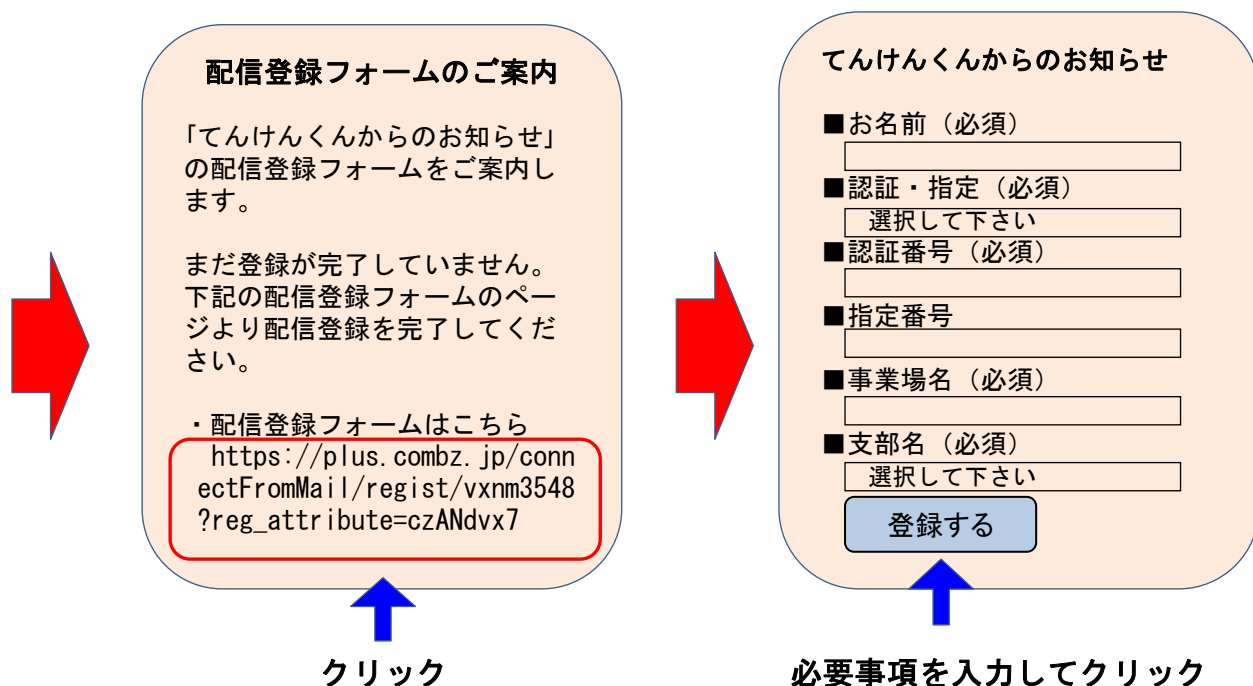 配信登録フォームのご案内
「てんけんくんからのお知らせ」
の配信登録フォームをご案内し
ます。
まだ登録が完了していません。
下記の配信登録フォームのペー
ジより配信登録を完了してくだ
さい。
・配信登録フォームはこちら
https://plus.combz.jp/conn
ectFromMail/regist/vxnm3548
?reg_attribute=czANdvx7
クリック
てんけんくんからのお知らせ
■お名前（必須）
■認証・指定（必須）
選択して下さい
■認証番号（必須）
■指定番号
■事業場名（必須）
■支部名（必須）
選択して下さい
登録する
必要事項を入力してクリック